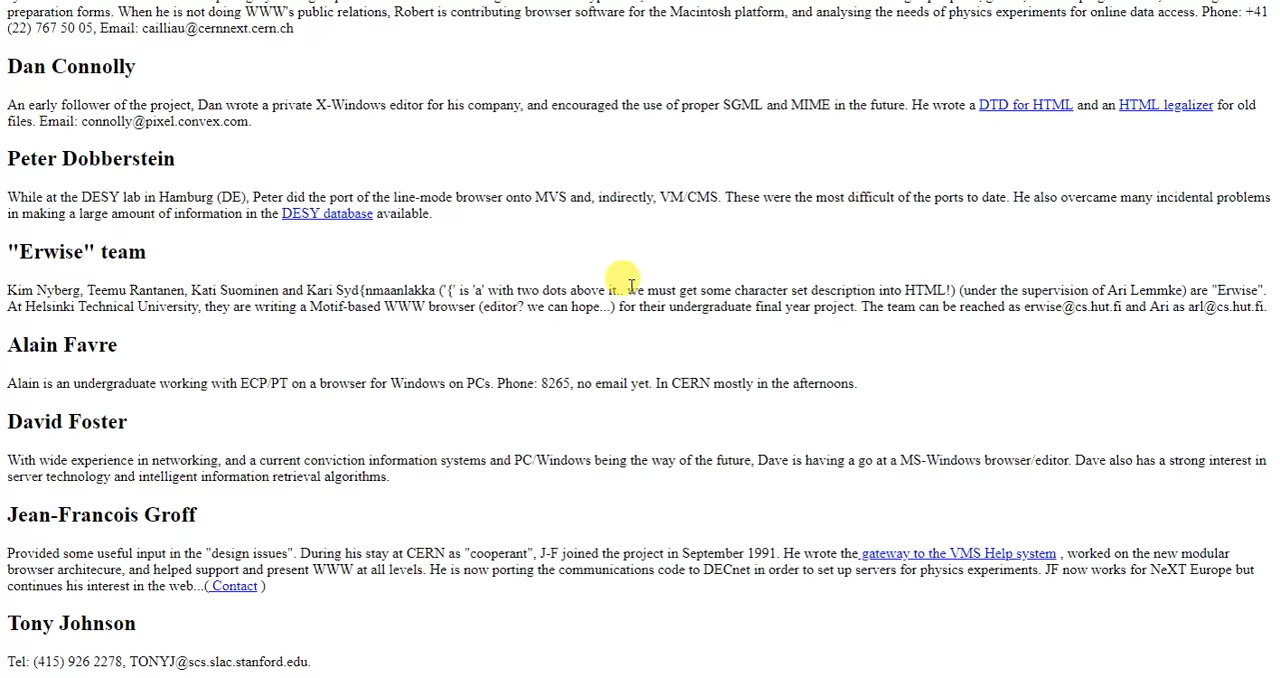 preparation forms. When he is not doing WWW's public relations, Robert is contributing browser software for the Macintosh platform, and analysing the needs of physics experiments for online data access. Phone: +41
(22) 767 50 05, Email: cailliau@cernnext.cern.ch
Dan Connolly
An early follower of the project, Dan wrote a private X-Windows editor for his company, and encouraged the use of proper SGML and MIME in the future. He wrote a DTD for HTML and an HTML legalizer for old
files. Email: connolly@pixel.convex.com.
Peter Dobberstein
While at the DESY lab in Hamburg (DE), Peter did the port of the line-mode browser onto MVS and, indirectly, VM/CMS. These were the most difficult of the ports to date. He also overcame many incidental problems
in making a large amount of information in the DESY database available.
"Erwise" team
Kim Nyberg, Teemu Rantanen, Kati Suominen and Kari Syd{nmaanlakka ('{' is 'a' with two dots above it.. we must get some character set description into HTML!) (under the supervision of Ari Lemmke) are "Erwise".
At Helsinki Technical University, they are writing a Motif-based WWW browser (editor? we can hope...) for their undergraduate final year project. The team can be reached as erwise@cs.hut.fi and Ari as arl@cs.hut.fi.
Alain Favre
Alain is an undergraduate working with ECP/PT on a browser for Windows on PCs. Phone: 8265, no email yet. In CERN mostly in the afternoons.
David Foster
With wide experience in networking, and a current conviction information systems and PC/Windows being the way of the future, Dave is having a go at a MS-Windows browser/editor. Dave also has a strong interest in
server technology and intelligent information retrieval algorithms.
Jean-Francois Groff
Provided some useful input in the "design issues". During his stay at CERN as "cooperant", J-F joined the project in September 1991. He wrote the gateway to the VMS Help system , worked on the new modular
browser architecure, and helped support and present WWW at all levels. He is now porting the communications code to DECnet in order to set up servers for physics experiments. JF now works for NeXT Europe but
continues his interest in the web...( Contact )
Tony Johnson
Tel: (415) 926 2278, TONYJ@scs.slac.stanford.edu.